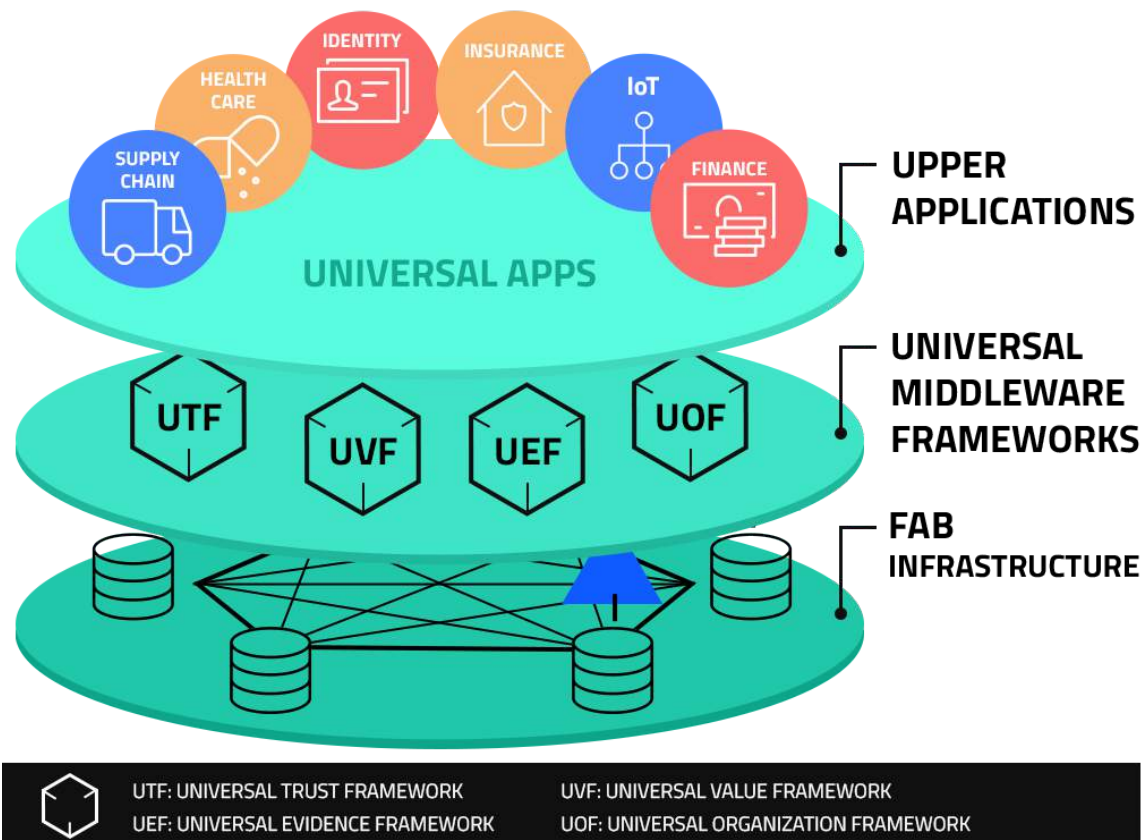 IDENTITY
INSURANCE
HEALTH
CARE
IoT
SUPPLY
CHAIN
FINANCE
UNIVERSAL APPS
UPPER
APPLICATIONS
UTF
UVF
UEF
UOF
UNIVERSAL
MIDDLEWARE
FRAMEWORKS
FAB
INFRASTRUCTURE
UTF: UNIVERSAL TRUST FRAMEWORK
UVF: UNIVERSAL VALUE FRAMEWORK
UEF: UNIVERSAL EVIDENCE FRAMEWORK
UOF: UNIVERSAL ORGANIZATION FRAMEWORK